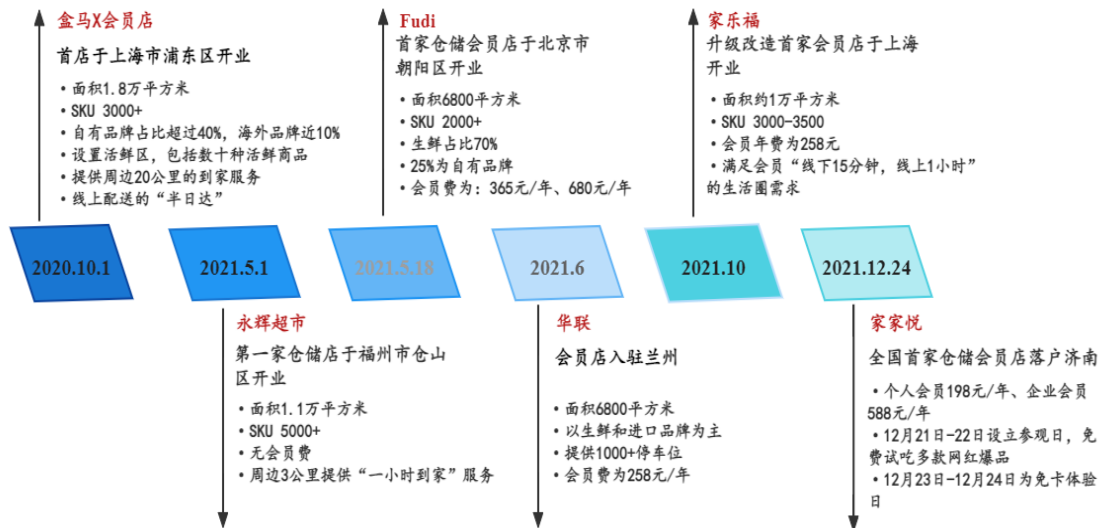 盒马X会员店
首店于上海市浦东区开业
·面积1.8万平方米
·SKU 3000+
·自有品牌占比超过40%，海外品牌近10%
·设置活鲜区，包括数十种活鲜商品
·提供周边20公里的到家服务
·线上配送的“半日达”
Fudi
首家仓储会员店于北京市
朝阳区开业
·面积6800平方米
·SKU 2000+
·生鲜占比70%
·25%为自有品牌
·会员费为：365元/年、680元/年
家乐福
升级改造首家会员店于上海
开业
·面积约1万平方米
·SKU 3000-3500
·会员年费为258元
·满足会员“线下15分钟，线上1小时”
的生活圈需求
2020.10.1
2021.5.1
2021.5.18
2021.6
2021.10
2021.12.24
永辉超市
第一家仓储店于福州市仓山
区开业
·面积1.1万平方米
·SKU 5000+
·无会员费
·周边3公里提供“一小时到家”服务
华联
会员店入驻兰州
·面积6800平方米
·以生鲜和进口品牌为主
·提供1000+停车位
·会员费为258元/年
家家悦
全国首家仓储会员店落户济南
·个人会员198元/年、企业会员
588元/年
·12月21日-22日设立参观日，免
费试吃多款网红爆品
·12月23日-12月24日为免卡体验
日